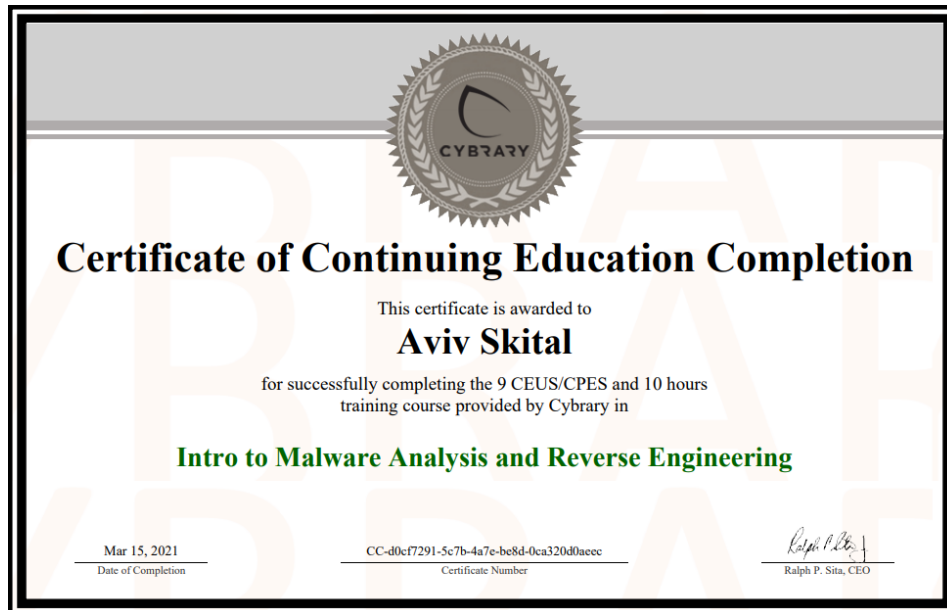 CYBRARY
Certificate of Continuing Education Completion
This certificate is awarded to
Aviv Skital
for successfully completing the 9 CEUS/CPES and 10 hours
training course provided by Cybrary in
Intro to Malware Analysis and Reverse Engineering
Mar 15, 2021
Date of Completion
CC-d0cf7291-5c7b-4a7e-be8d-0ca320d0aeec
Certificate Number
Ralph P. Sita, CEO